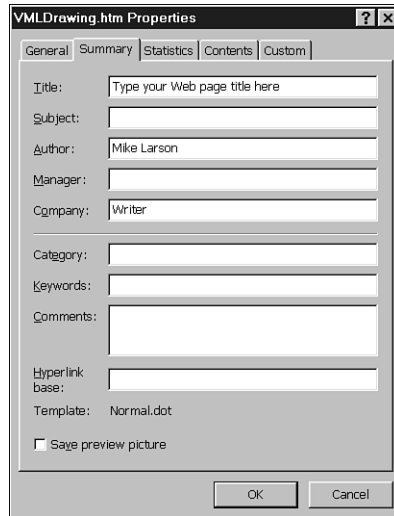 VMLDrawing.htm Properties
General Summary Statistics Contents Custom
Title: Type your Web page title here
Subject:
Author: Mike Larson
Manager:
Company: Writer
Category:
Keywords:
Comments:
Hyperlink
base:
Template: Normal.dot
Save preview picture
OK Cancel